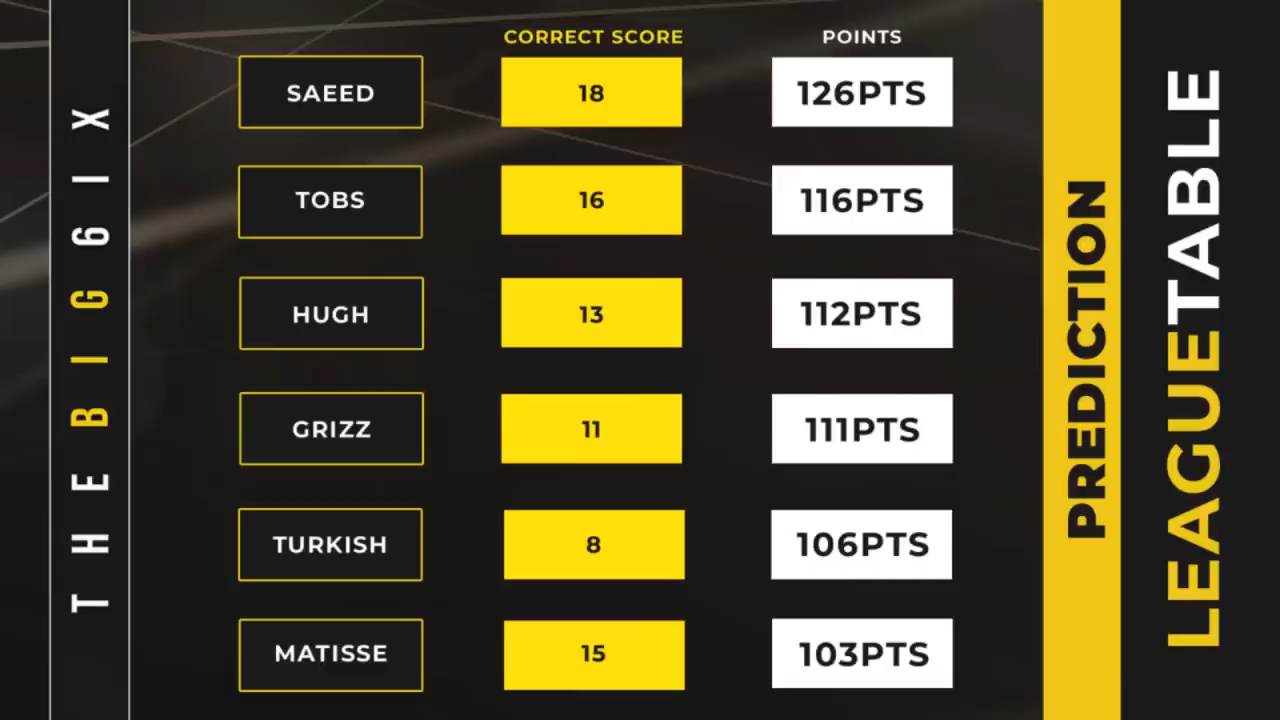 THE BIG 6IX
CORRECT SCORE POINTS
SAEED 18 126PTS
TOBS 16 116PTS
HUGH 13 112PTS
GRIZZ 11 111PTS
TURKISH 8 106PTS
MATISSE 15 103PTS
PREDICTION
LEAGUETABLE